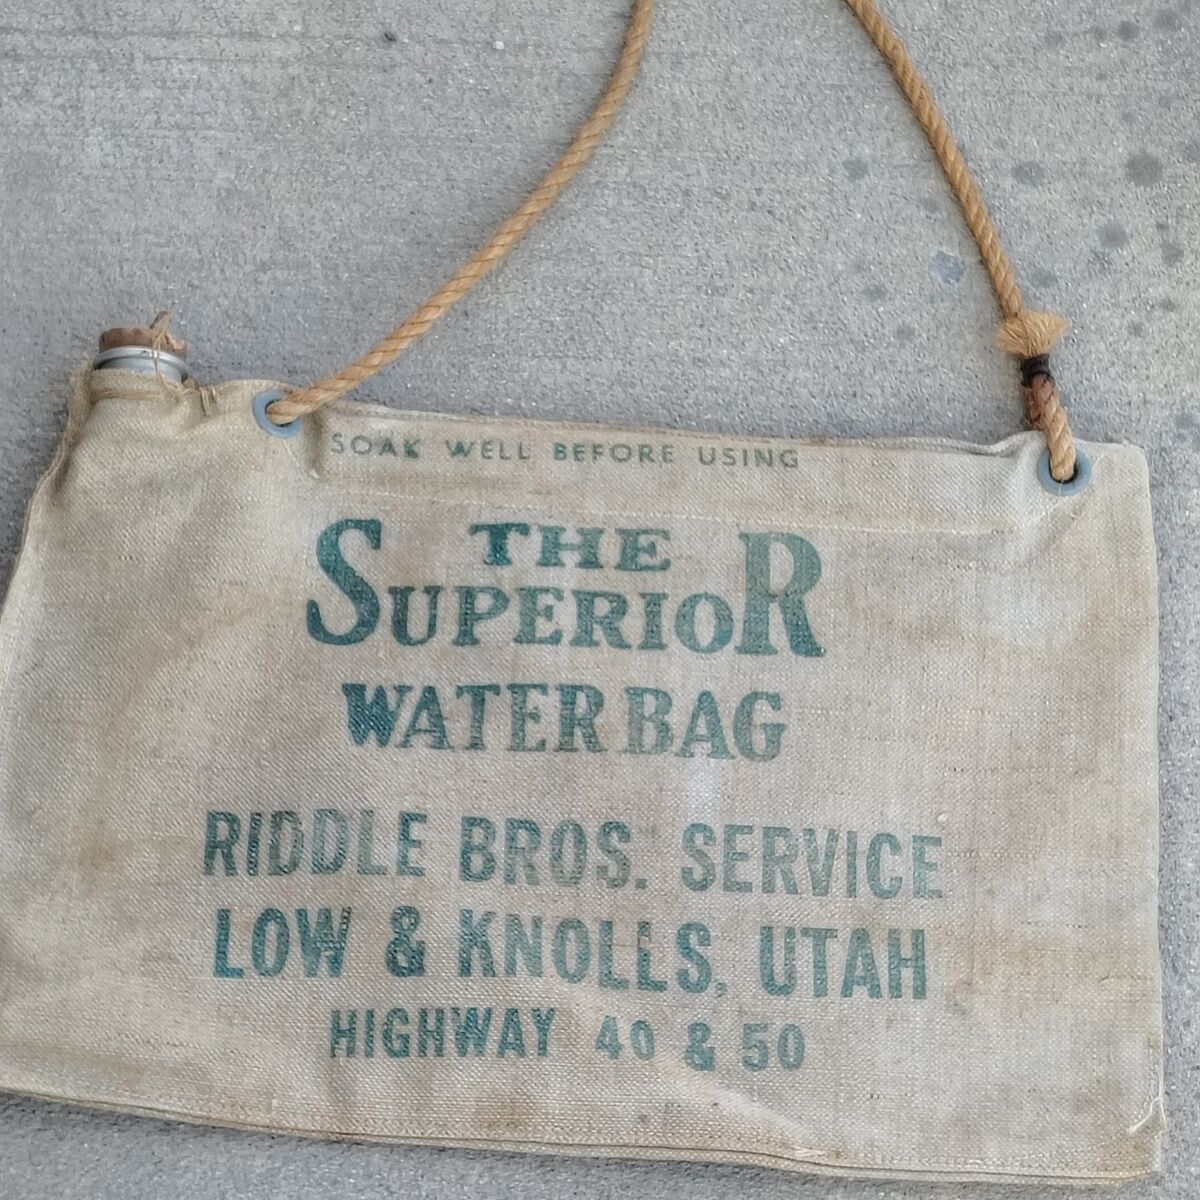 SOAK WELL BEFORE USING
THE
SUPERIOR
WATER BAG
RIDDLE BROS. SERVICE
LOW & KNOLLS, UTAH
HIGHWAY 40 & 50